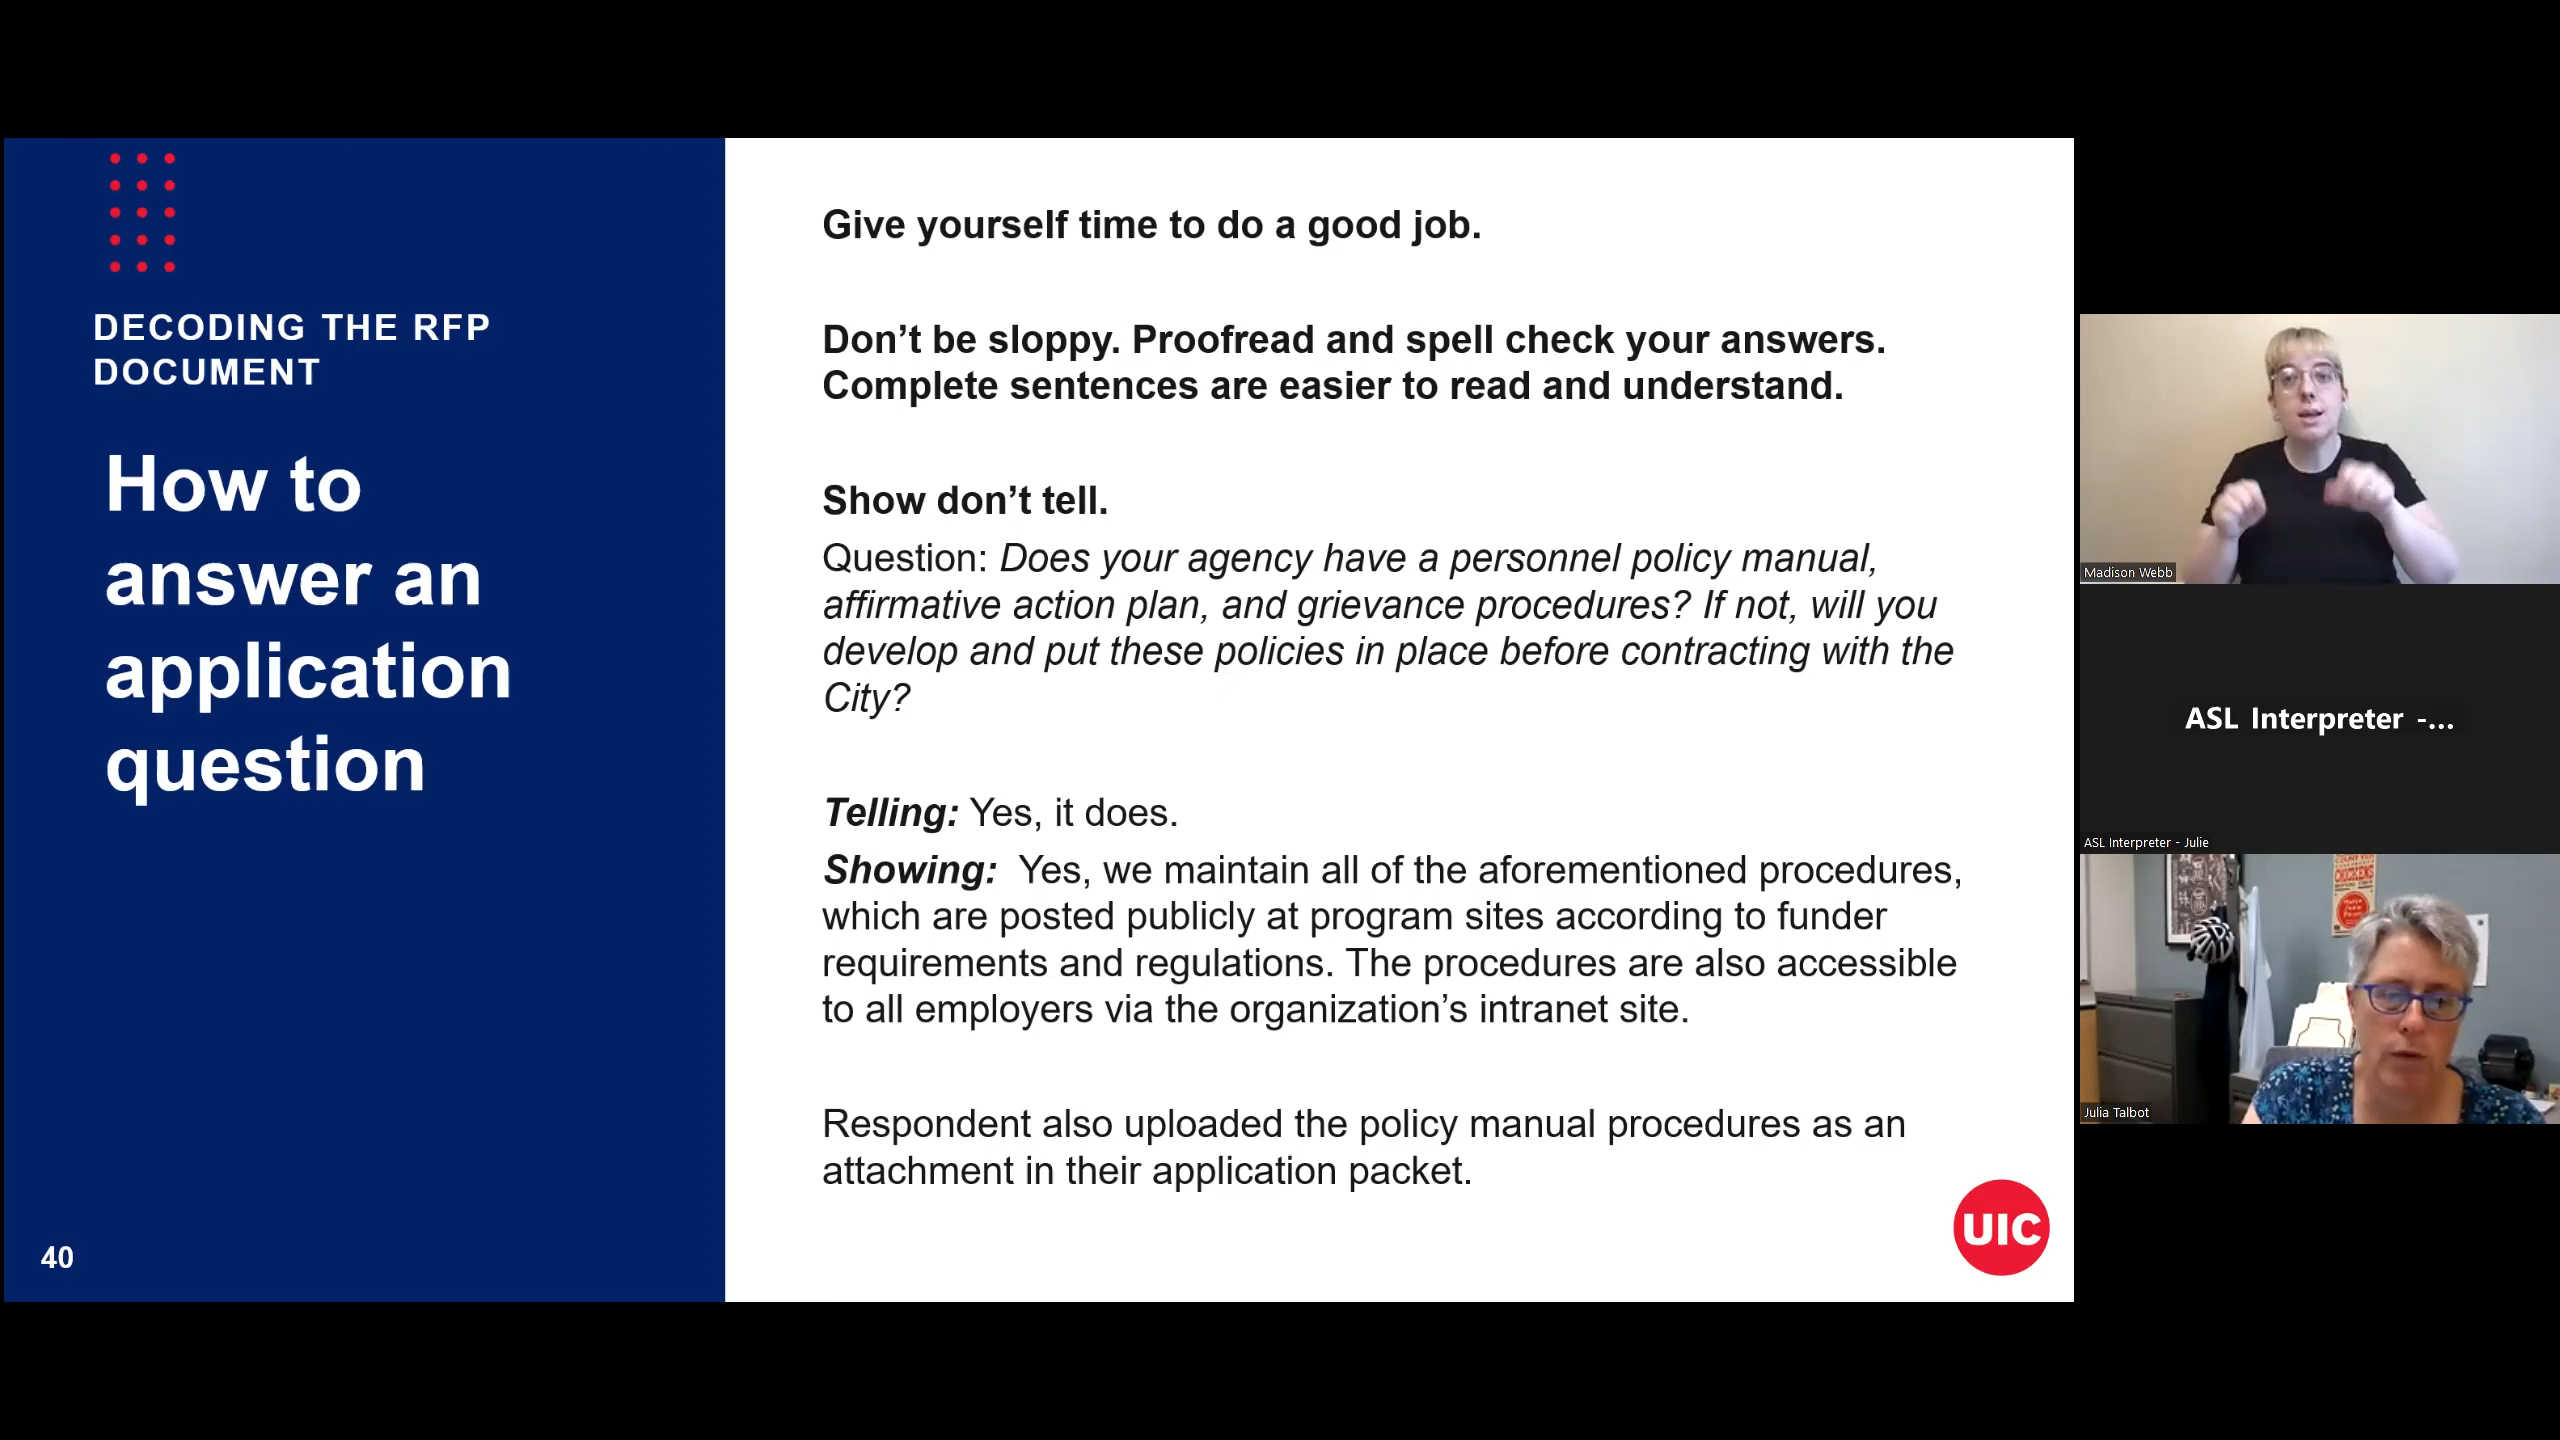 DECODING THE RFP
DOCUMENT
How to
answer an
application
question
40
Give yourself time to do a good job.
Don’t be sloppy. Proofread and spell check your answers.
Complete sentences are easier to read and understand.
Show don’t tell.
Question: Does your agency have a personnel policy manual,
affirmative action plan, and grievance procedures? If not, will you
develop and put these policies in place before contracting with the
City?
Telling: Yes, it does.
Showing: Yes, we maintain all of the aforementioned procedures,
which are posted publicly at program sites according to funder
requirements and regulations. The procedures are also accessible
to all employers via the organization’s intranet site.
Respondent also uploaded the policy manual procedures as an
attachment in their application packet.
UIC
Madison Webb
ASL Interpreter -...
ASL Interpreter - Julie
CHICKENS
Julia Talbot